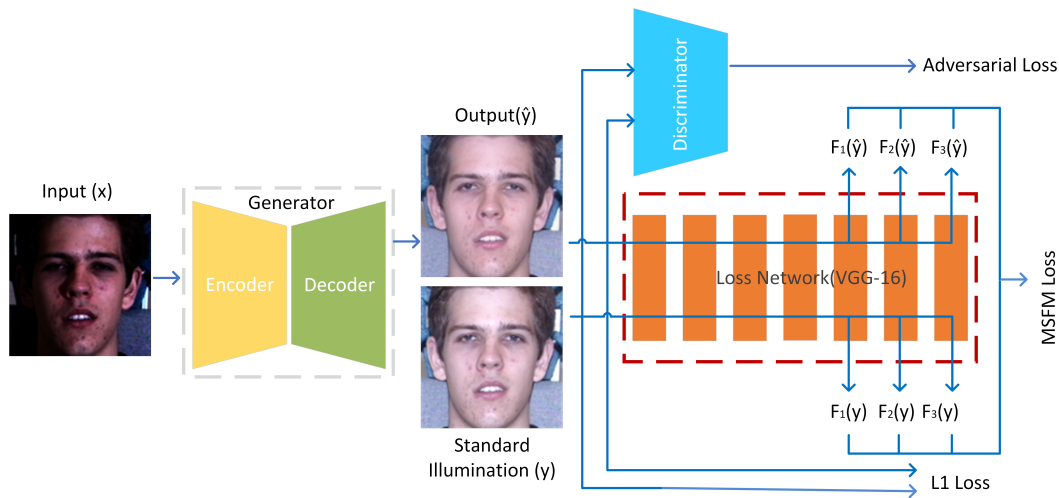 Input (x)
Generator
Encoder
Decoder
Output(ŷ)
Standard
Illumination (y)
Discriminator
Adversarial Loss
F₁(ŷ) F₂(ŷ) F₃(ŷ)
Loss Network(VGG-16)
F₁(y) F₂(y) F₃(y)
MSFM Loss
L1 Loss